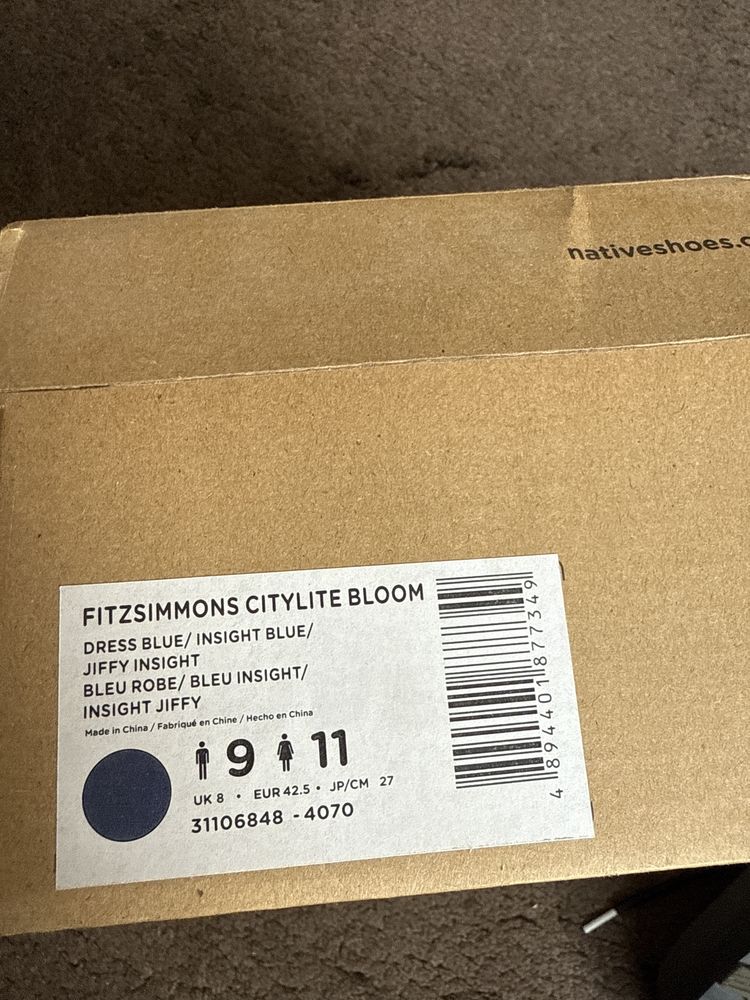 nativeshoes.c
FITZSIMMONS CITYLITE BLOOM
DRESS BLUE/ INSIGHT BLUE/
JIFFY INSIGHT
BLEU ROBE/ BLEU INSIGHT/
INSIGHT JIFFY
Made in China / Fabriqué en Chine / Hecho en China
9 11
UK 8 • EUR 42.5 • JP/CM 27
31106848 - 4070
4 894401 877349